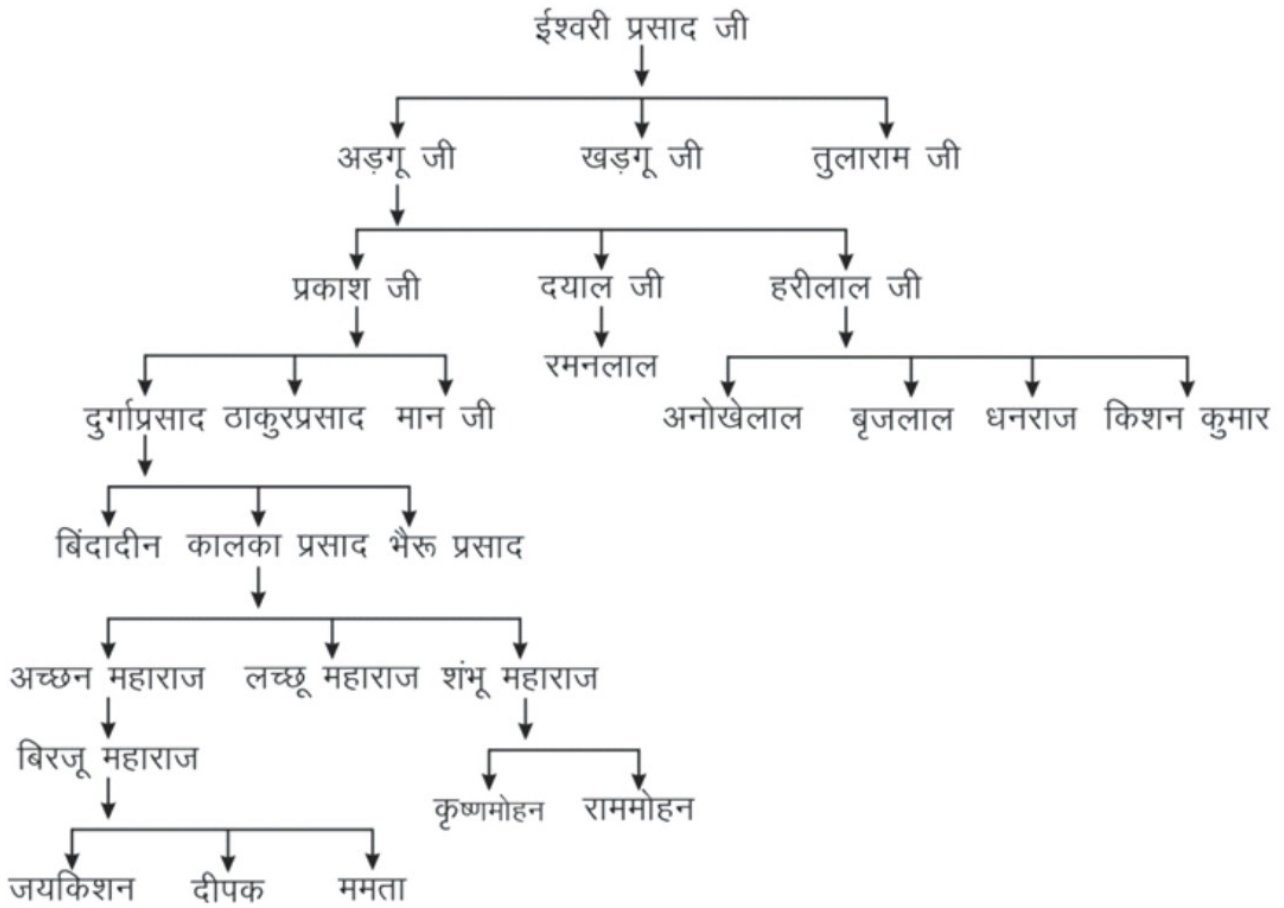 ईश्वरी प्रसाद जी
अड़गू जी खड़गू जी तुलाराम जी
प्रकाश जी दयाल जी हरीलाल जी
रमनलाल
दुर्गाप्रसाद ठाकुरप्रसाद मान जी अनोखेलाल बृजलाल धनराज किशन कुमार
बिंदादीन कालका प्रसाद भैरू प्रसाद
अच्छन महाराज लच्छू महाराज शंभू महाराज
बिरजू महाराज
कृष्णमोहन राममोहन
जयकिशन दीपक ममता